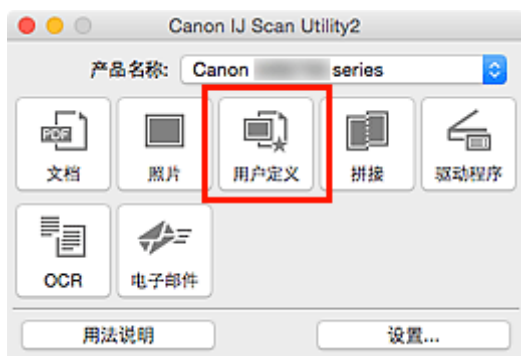 Canon IJ Scan Utility2
产品名称: Canon series
PDF
文档
照片
用户定义
拼接
驱动程序
OCR
电子邮件
用法说明
设置...